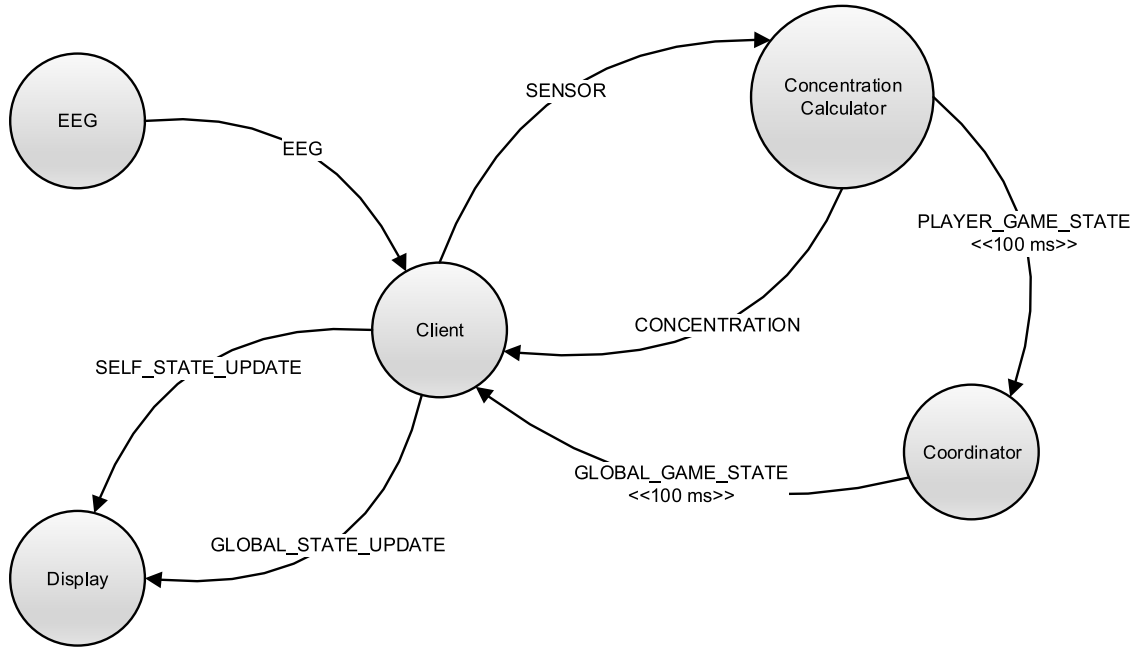 EEG
EEG
SENSOR
Concentration
Calculator
PLAYER_GAME_STATE
<<100 ms>>
Client
CONCENTRATION
SELF_STATE_UPDATE
Coordinator
GLOBAL_GAME_STATE
<<100 ms>>
GLOBAL_STATE_UPDATE
Display